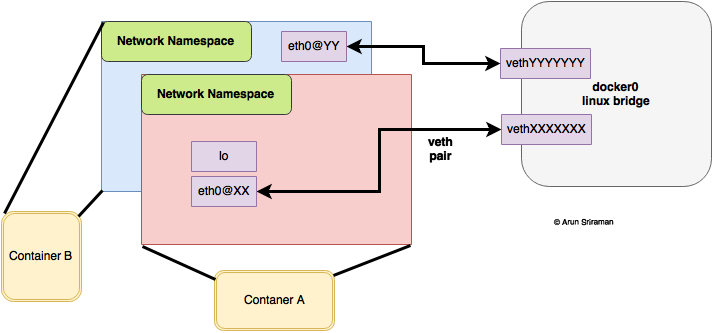 Network Namespace
eth0@YY
vethYYYYYYY
docker0
linux bridge
Network Namespace
vethXXXXXXX
veth
pair
lo
eth0@XX
© Arun Sriraman
Container B
Contaner A